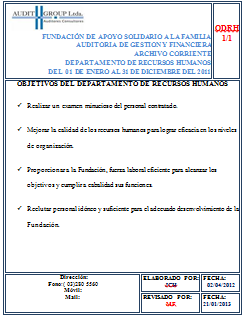 AUDIT GROUP Ltda.
Auditores Consultores
ODRH
1/1
FUNDACIÓN DE APOYO SOLIDARIO A LA FAMILIA
AUDITORIA DE GESTION Y FINANCIERA
ARCHIVO CORRIENTE
DEPARTAMENTO DE RECURSOS HUMANOS
DEL 01 DE ENERO AL 31 DE DICIEMBRE DEL 2011
OBJETIVOS DEL DEPARTAMENTO DE RECURSOS HUMANOS
✓ Realizar un examen minucioso del personal contratado.
✓ Mejorar la calidad de los recursos humanos para lograr eficacia en los niveles
de organización.
✓ Proporcionar a la Fundación, fuerza laboral eficiente para alcanzar los
objetivos y cumplir a cabalidad sus funciones.
✓ Reclutar personal idóneo y suficiente para el adecuado desenvolvimiento de la
Fundación.
Dirección:
Fono: ( 03)280 5560
Móvil:
Mail:
ELABORADO POR:
JCH
FECHA:
02/04/2012
REVISADO POR:
MR
FECHA:
21/01/2013